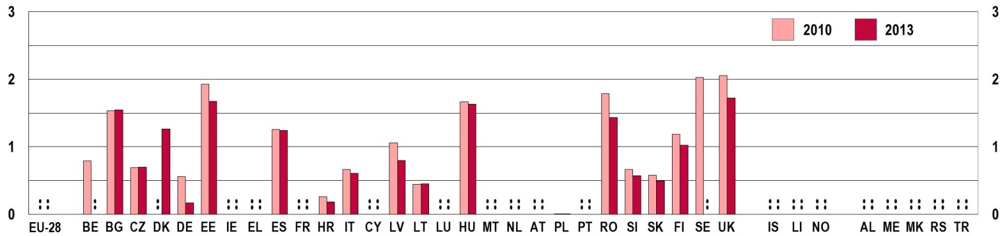 3 3
2010 2013
2 2
1 1
: : : : : : : : : : : : : : : : : : : : : : : : : : : : : : : : : : : : : : :
0 0
EU-28 BE BG CZ DK DE EE IE EL ES FR HR IT CY LV LT LU HU MT NL AT PL PT RO SI SK FI SE UK IS LI NO AL ME MK RS TR